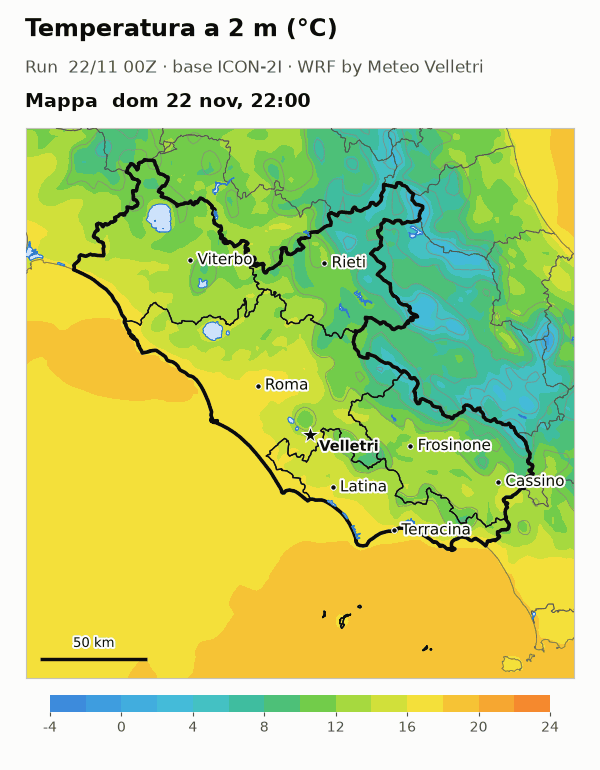 Temperatura a 2 m (°C)
Run 22/11 00Z · base ICON-2I · WRF by Meteo Velletri
Mappa dom 22 nov, 22:00
Viterbo
Rieti
Roma
Velletri
Frosinone
Cassino
Latina
Terracina
50 km
-4 0 4 8 12 16 20 24